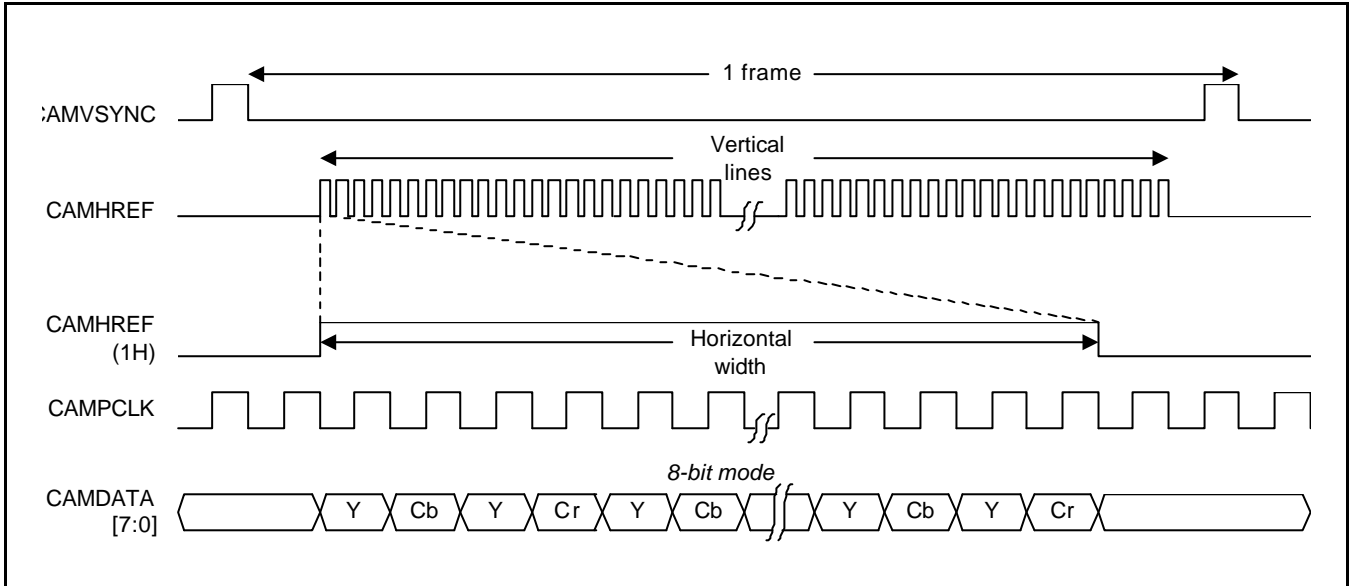 1 frame
:AMVSYNC
Vertical
lines
CAMHREF
CAMHREF
(1H)
Horizontal
width
CAMPCLK
8-bit mode
CAMDATA
[7:0]
Y Cb Y Cr Y Cb Y Cb Y Cr